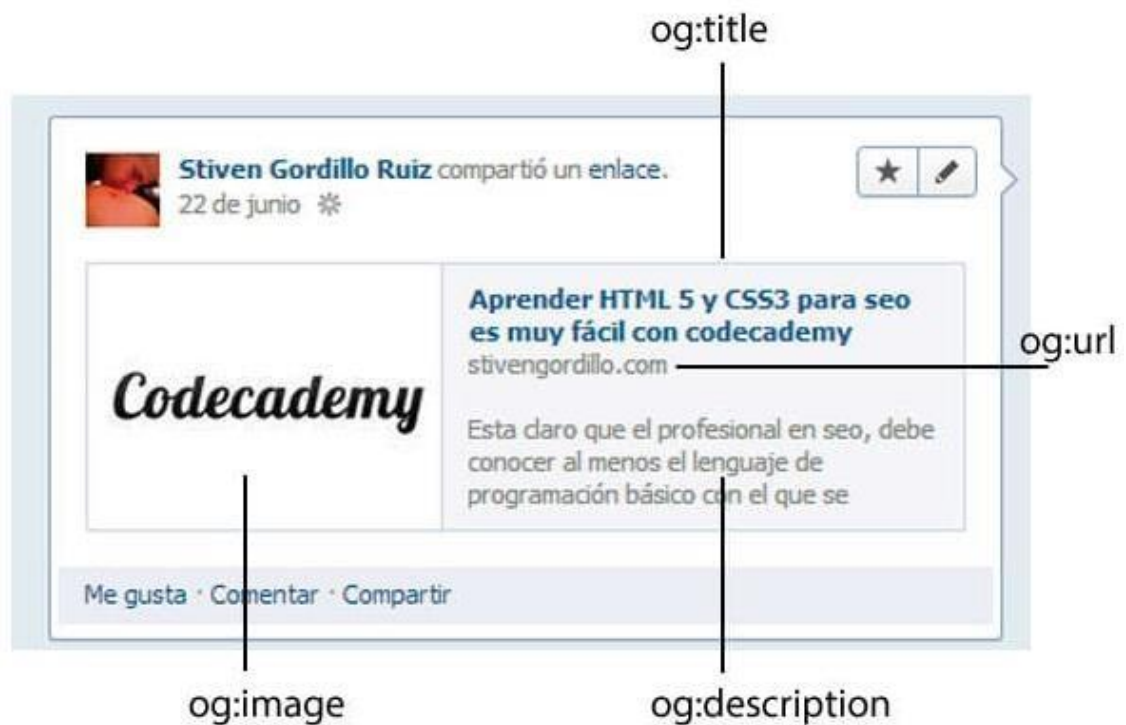 og:title
Stiven Gordillo Ruiz compartió un enlace.
22 de junio
Codecademy
Aprender HTML 5 y CSS3 para seo
es muy fácil con codecademy
stivengordillo.com
og:url
Esta claro que el profesional en seo, debe
conocer al menos el lenguaje de
programación básico con el que se
Me gusta · Comentar · Compartir
og:image
og:description